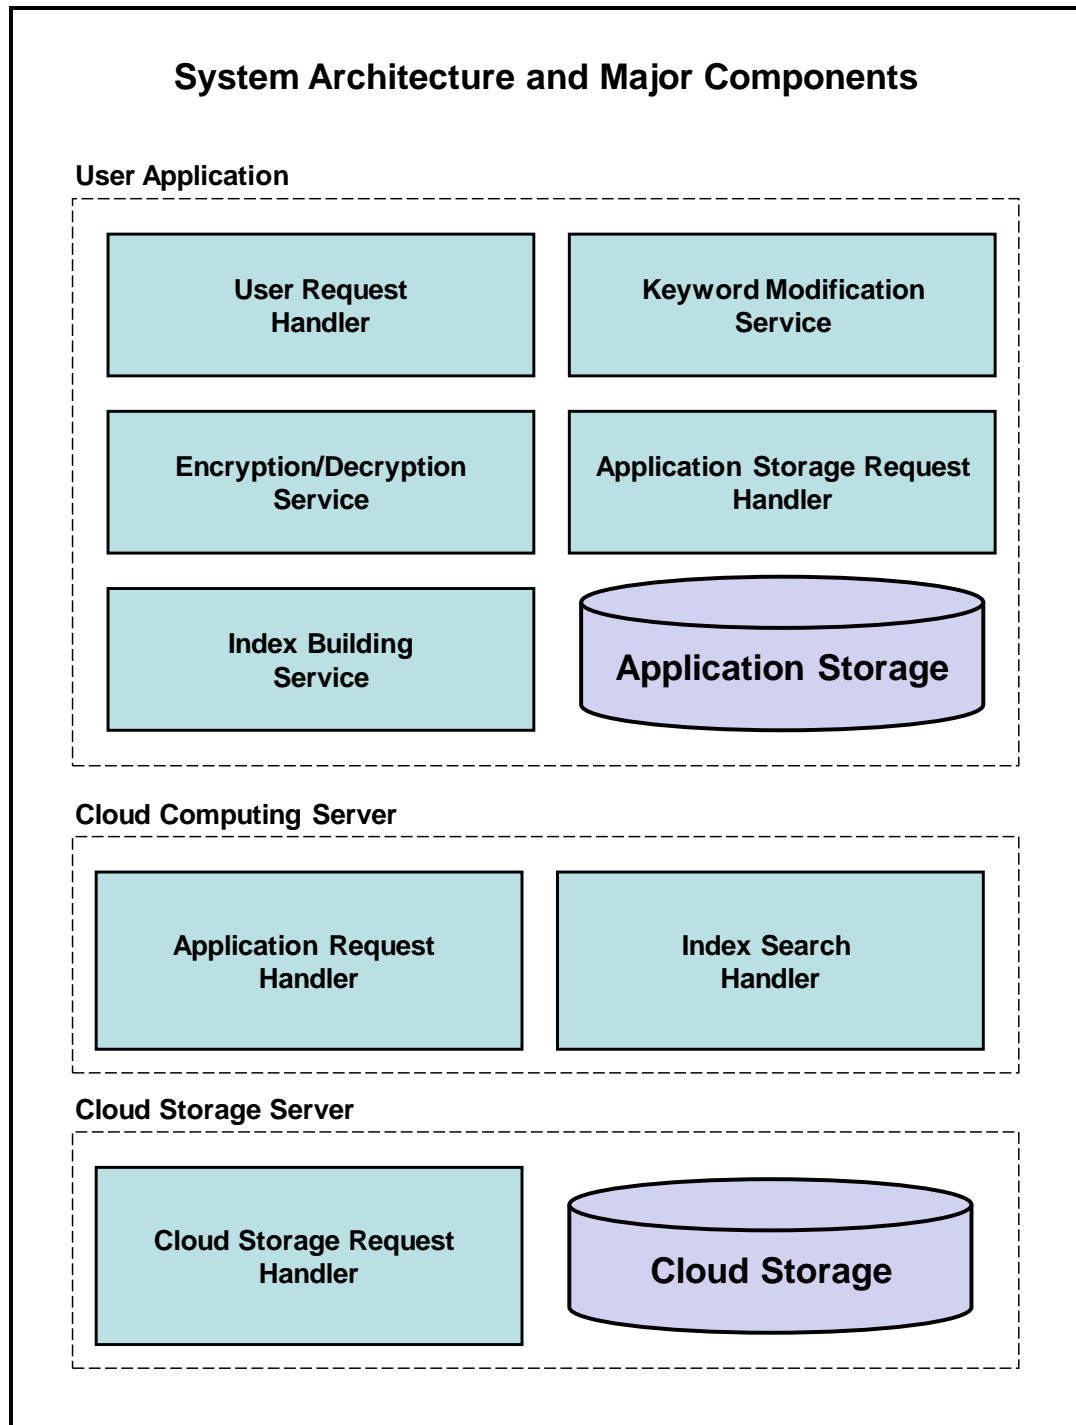 System Architecture and Major Components
User Application
User Request
Handler
Keyword Modification
Service
Encryption/Decryption
Service
Application Storage Request
Handler
Index Building
Service
Application Storage
Cloud Computing Server
Application Request
Handler
Index Search
Handler
Cloud Storage Server
Cloud Storage Request
Handler
Cloud Storage